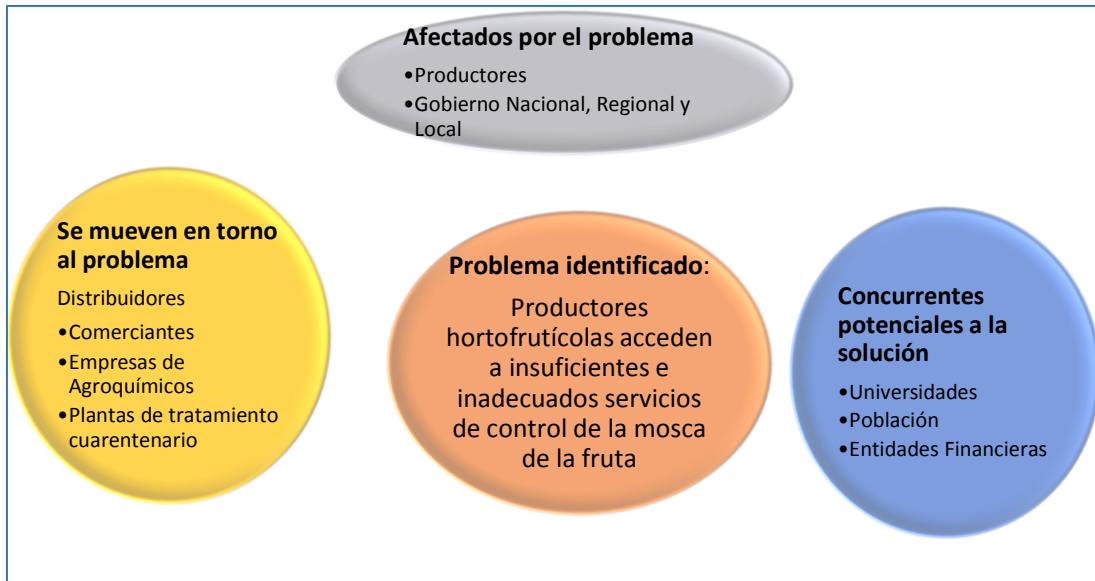 Afectados por el problema
•Productores
•Gobierno Nacional, Regional y
Local
Se mueven en torno
al problema
Distribuidores
•Comerciantes
•Empresas de
Agroquímicos
•Plantas de tratamiento
cuarentenario
Problema identificado:
Productores
hortofrutícolas acceden
a insuficientes e
inadecuados servicios
de control de la mosca
de la fruta
Concurrentes
potenciales a la
solución
•Universidades
•Población
•Entidades Financieras